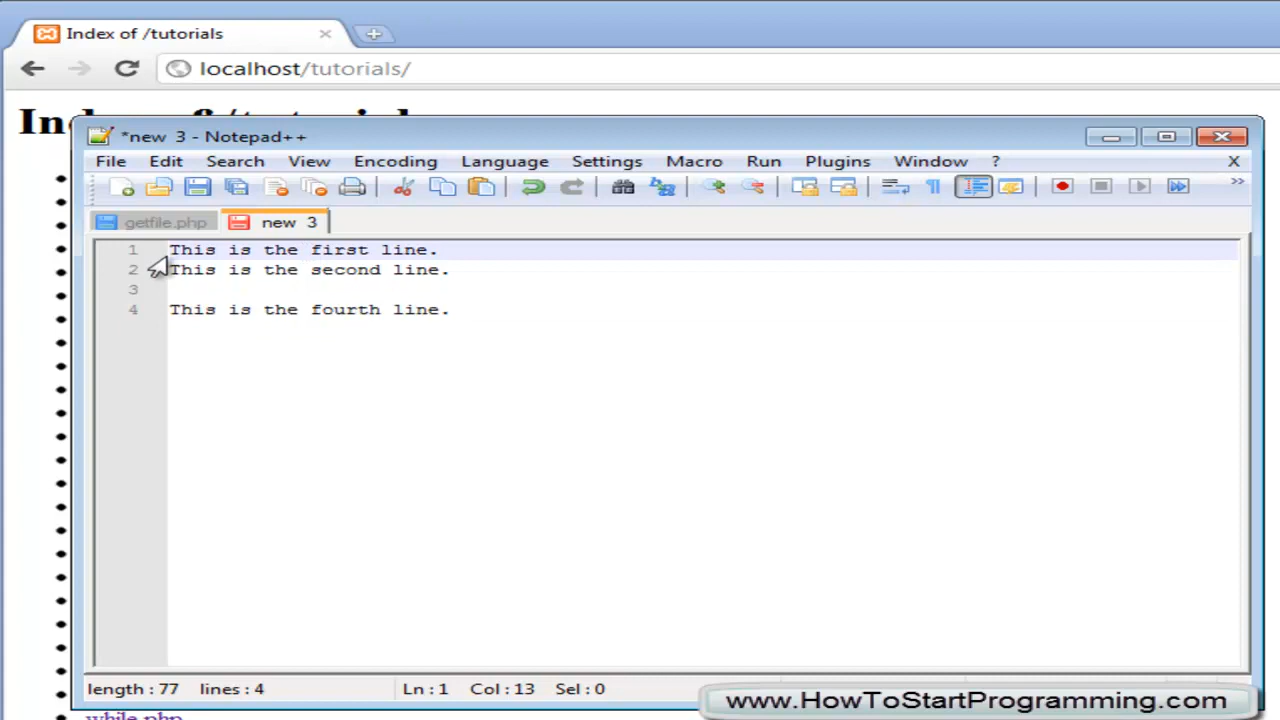 Index of /tutorials
localhost/tutorials/
*new 3 - Notepad++
File Edit Search View Encoding Language Settings Macro Run Plugins Window ? X
getfile.php new 3
1 This is the first line.
2 This is the second line.
3
4 This is the fourth line.
length : 77 lines : 4 Ln : 1 Col : 13 Sel : 0
www.HowToStartProgramming.com
while.php